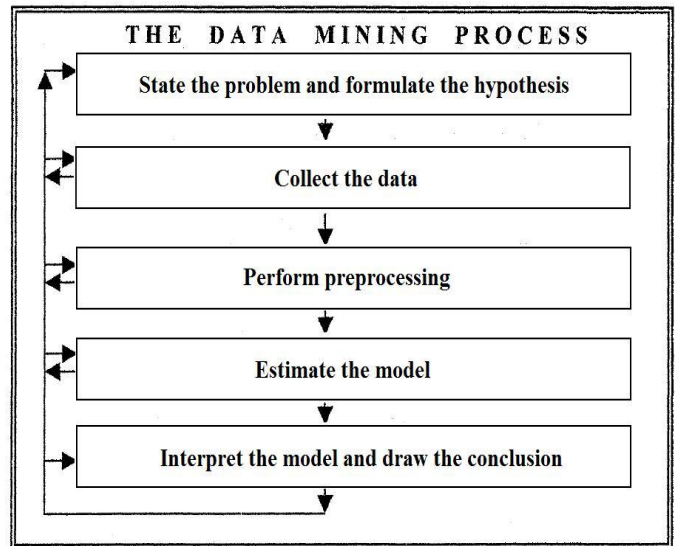 THE DATA MINING PROCESS
State the problem and formulate the hypothesis
Collect the data
Perform preprocessing
Estimate the model
Interpret the model and draw the conclusion